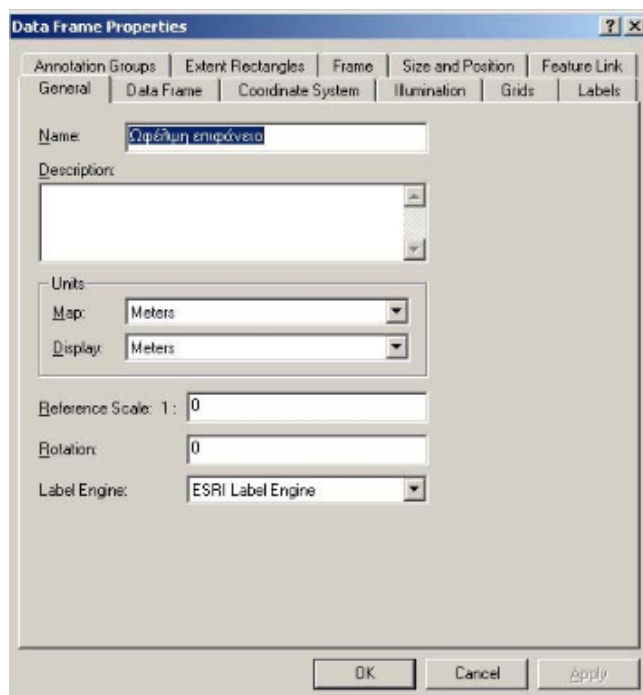 Data Frame Properties
Annotation Groups Extent Rectangles Frame Size and Position Feature Link
General Data Frame Coordinate System Illumination Grids Labels
Name: Ωφέλιμη επιφάνεια
Description:
Units
Map: Meters
Display: Meters
Reference Scale: 1 : 0
Rotation: 0
Label Engine: ESRI Label Engine
OK Cancel Apply